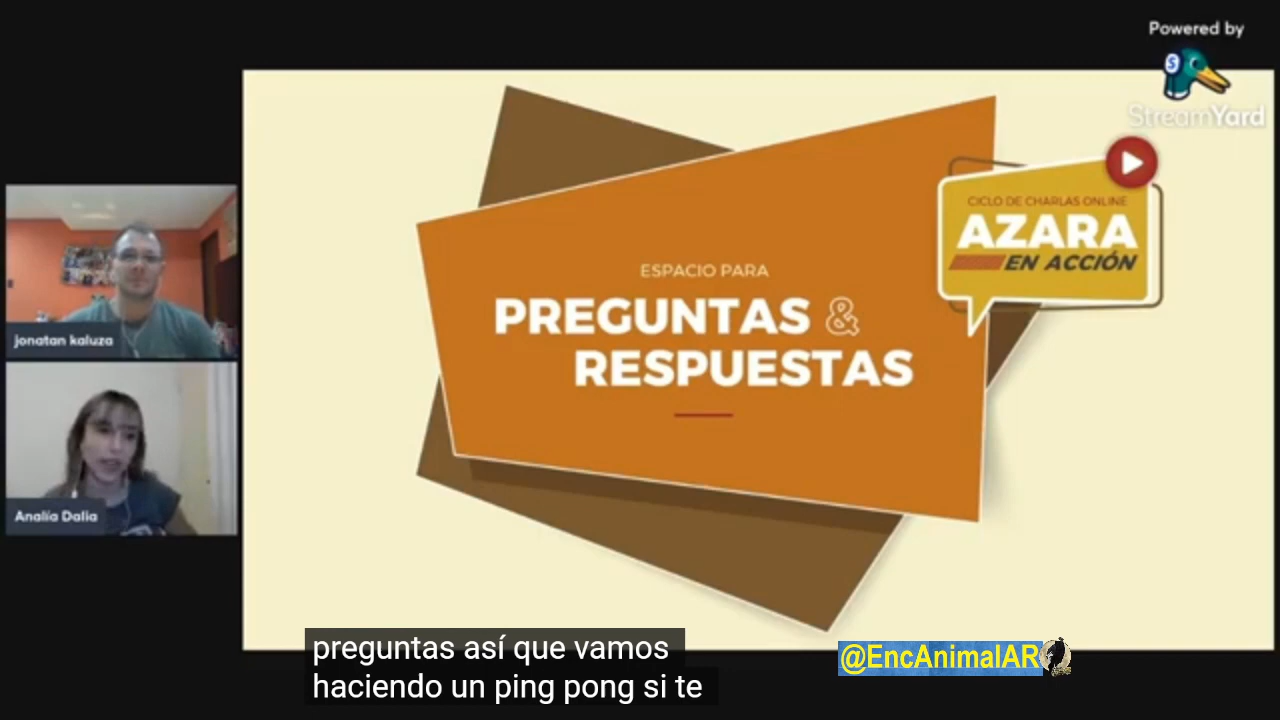 Powered by
StreamYard
CICLO DE CHARLAS ONLINE
AZARA
EN ACCIÓN
ESPACIO PARA
PREGUNTAS &
RESPUESTAS
jonatan kaluza
Analía Dalia
preguntas así que vamos
haciendo un ping pong si te
@EncAnimalAR